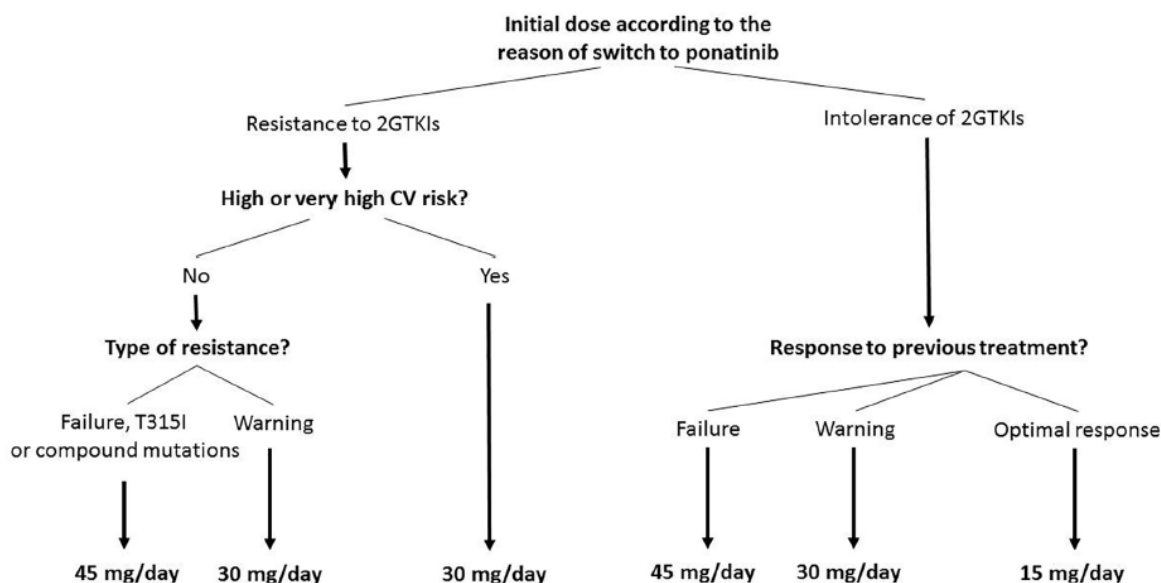 Initial dose according to the
reason of switch to ponatinib
Resistance to 2GTKIs
Intolerance of 2GTKIs
High or very high CV risk?
No
Yes
Type of resistance?
Response to previous treatment?
Failure, T315I
or compound mutations
Warning
Failure
Warning
Optimal response
45 mg/day
30 mg/day
30 mg/day
45 mg/day
30 mg/day
15 mg/day